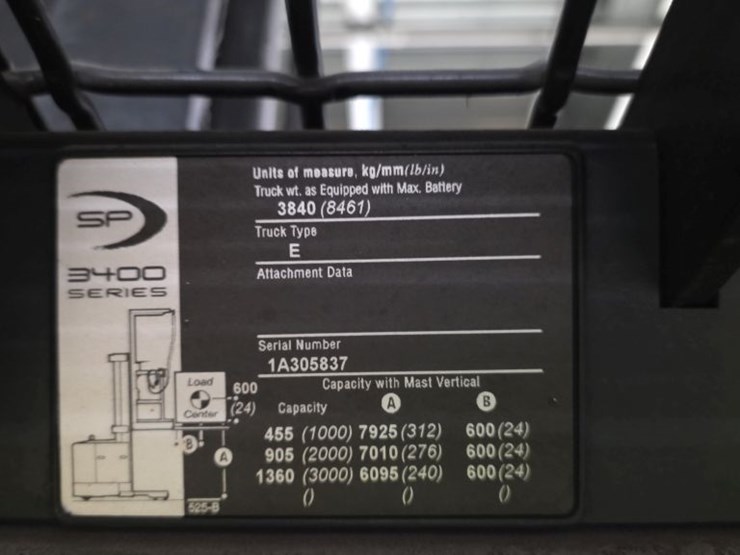 SP
3400
SERIES
Units of measure, kg/mm(lb/in)
Truck wt. as Equipped with Max. Battery
3840 (8461)
Truck Type
E
Attachment Data
Serial Number
1A305837
Capacity with Mast Vertical
Load
Center
600
(24)
Capacity A B
455 (1000) 7925 (312) 600 (24)
905 (2000) 7010 (276) 600 (24)
1360 (3000) 6095 (240) 600 (24)
() () ()
B
A
525-B